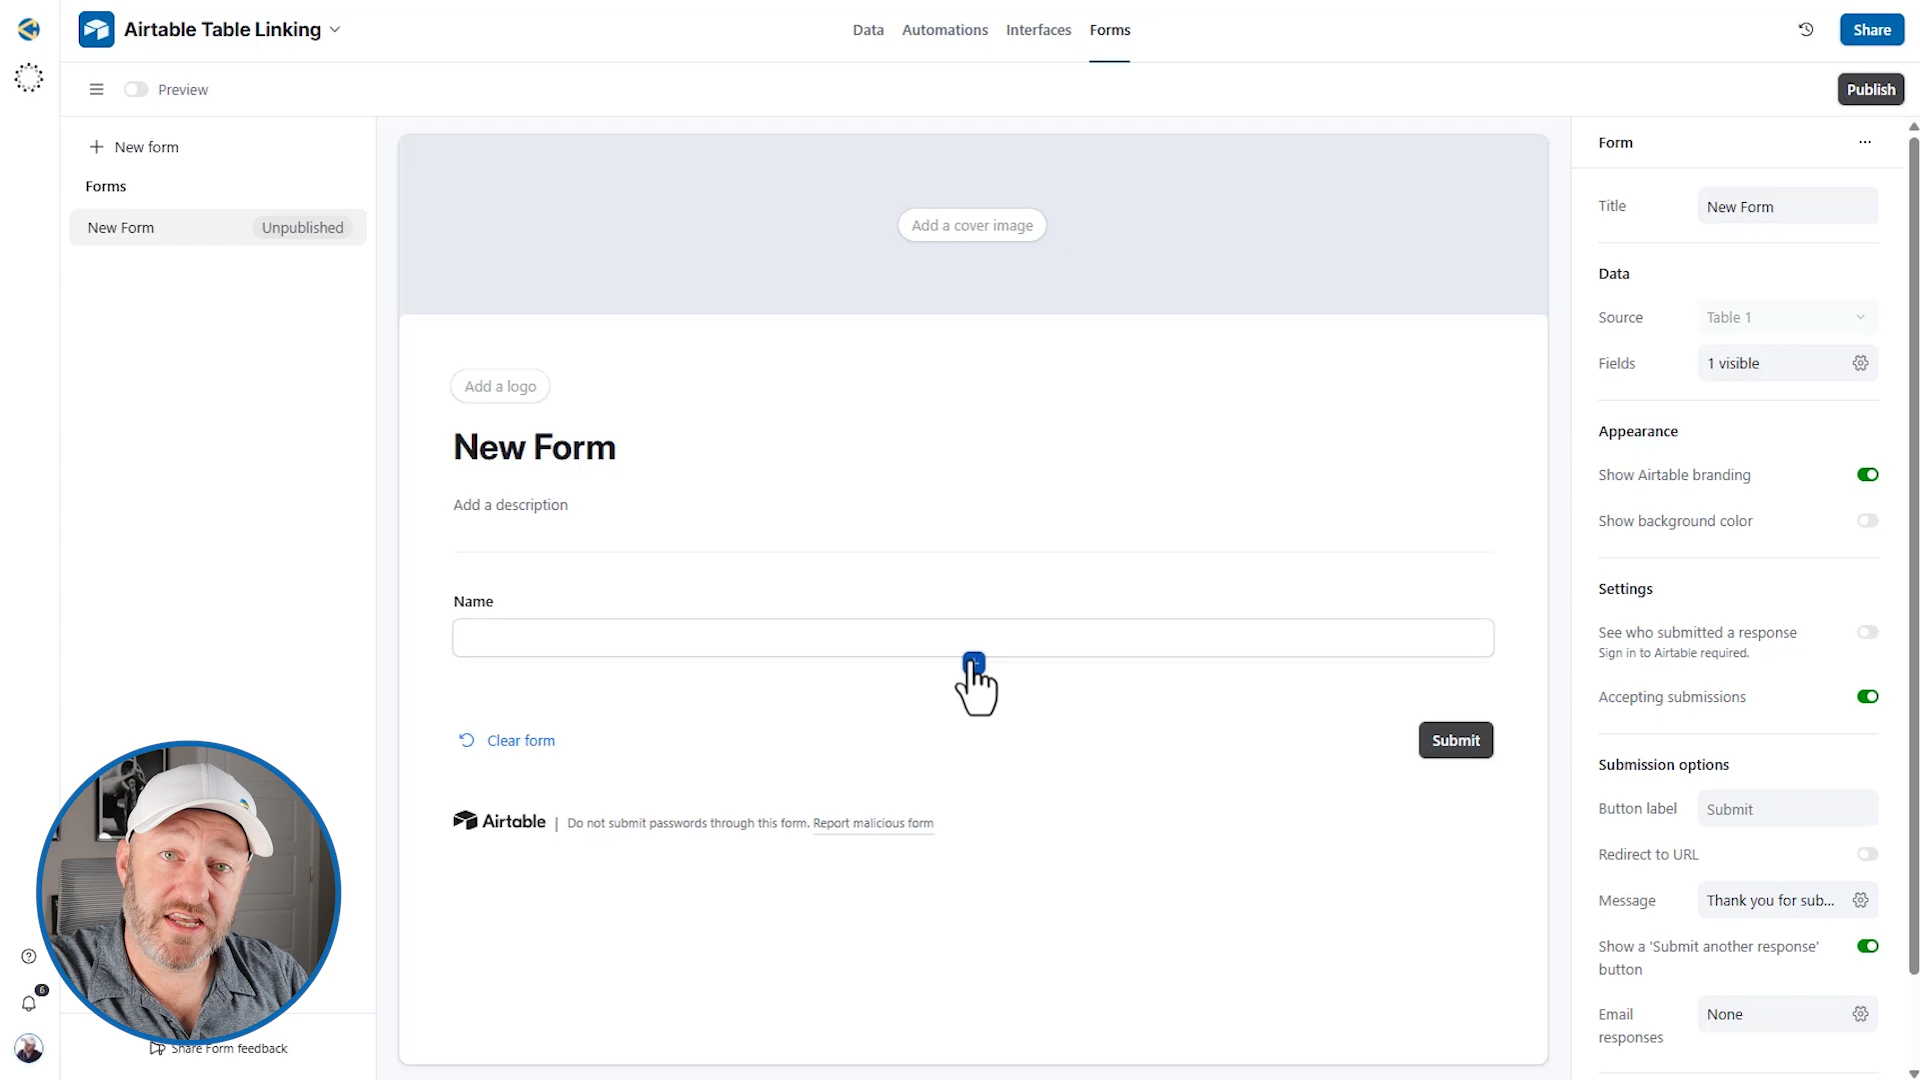 Airtable Table Linking
Data
Automations
Interfaces
Forms
Share
Preview
Publish
New form
Forms
New Form
Unpublished
Add a cover image
Add a logo
New Form
Add a description
Name
Clear form
Submit
Airtable | Do not submit passwords through this form. Report malicious form
Form
Title
New Form
Data
Source
Table 1
Fields
1 visible
Appearance
Show Airtable branding
Show background color
Settings
See who submitted a response
Sign in to Airtable required.
Accepting submissions
Submission options
Button label
Submit
Redirect to URL
Message
Thank you for sub...
Show a 'Submit another response'
button
Email
responses
None
6
Share Form feedback